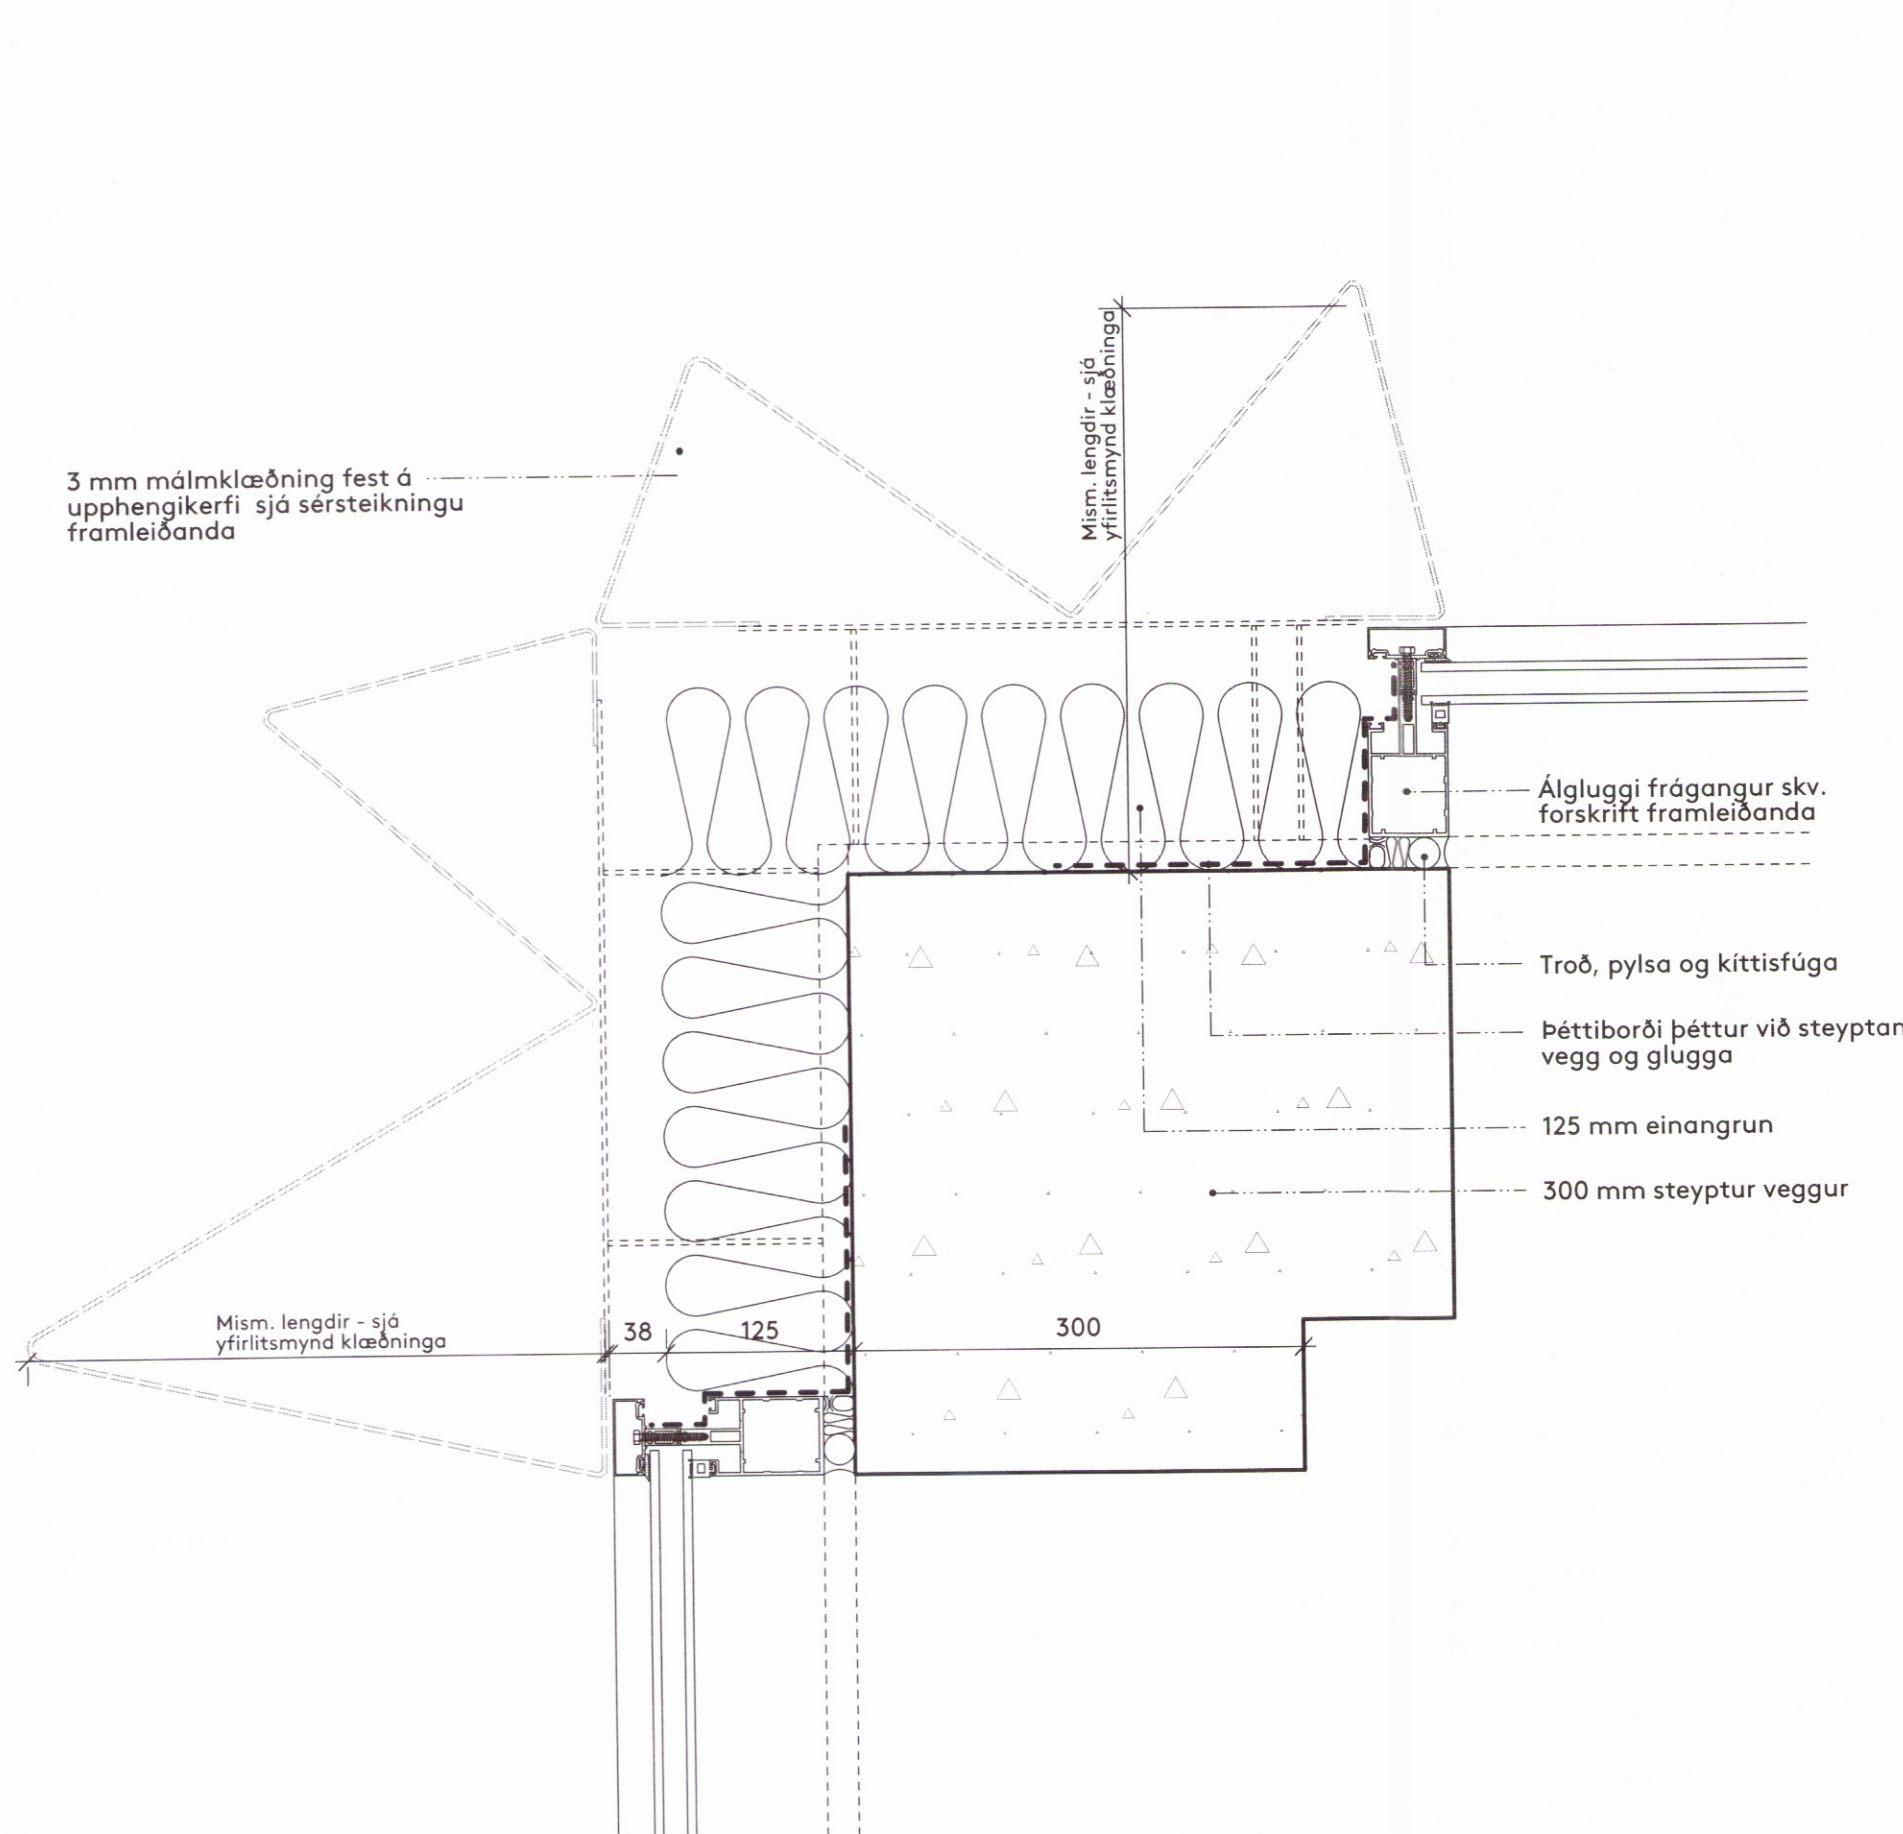 Mism. lengdir - sjá
yfirlitsmynd klæðninga
3 mm málmklæðning fest á
upphengikerfi sjá sérsteikningu
framleiðanda
Álgluggi frágangur skv.
forskrift framleiðanda
Troð, pylsa og kíttisfúga
Þéttiborði þéttur við steyptan
vegg og glugga
125 mm einangrun
300 mm steyptur veggur
Mism. lengdir - sjá
yfirlitsmynd klæðninga
38
125
300